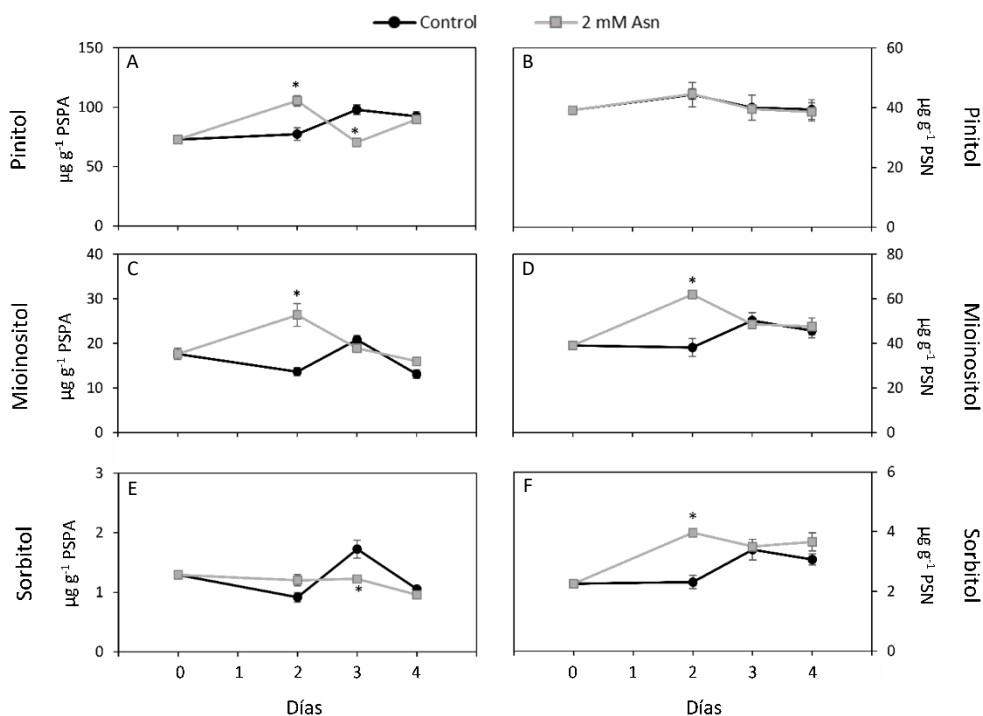 Control 2 mM Asn
A
Pinitol
µg g⁻¹ PSPA
150
100
50
0
*
*
B
60
40
20
0
µg g⁻¹ PSN
Pinitol
C
Mioinositol
µg g⁻¹ PSPA
40
30
20
10
0
*
D
80
60
40
20
0
*
µg g⁻¹ PSN
Mioinositol
E
Sorbitol
µg g⁻¹ PSPA
3
2
1
0
*
0 1 2 3 4
Días
F
6
4
2
0
*
µg g⁻¹ PSN
Sorbitol
0 1 2 3 4
Días